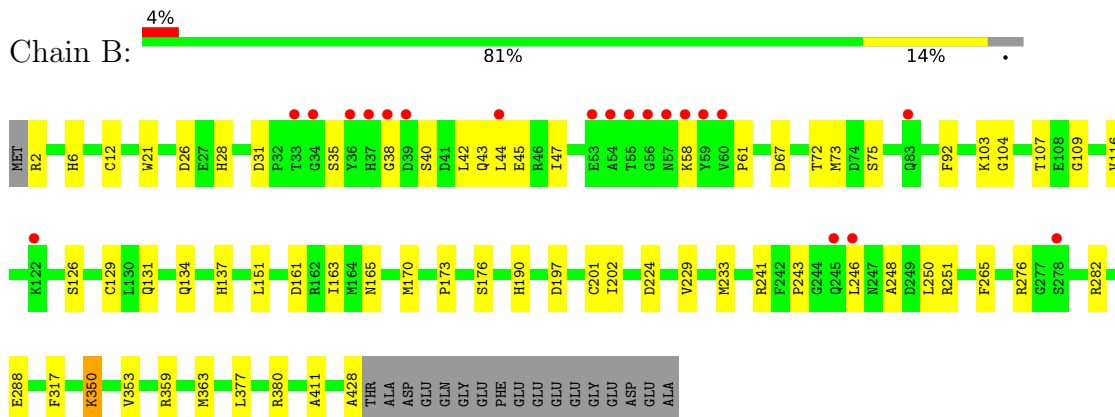 4%
Chain B:
81% 14% •
MET R2 H6 C12 W21 D26 E27 H28 D31 P32 T33 G34 S35 Y36 H37 G38 D39 S40 D41 L42 Q43 L44 E45 R46 I47 E53 A54 T55 G56 N57 K58 Y59 V60 P61 D67 T72 M73 D74 S75 Q83 F92 K103 G104 T107 E108 G109 V116
K122 S126 C129 L130 Q131 Q134 H137 L151 D161 R162 I163 M164 N165 M170 P173 S176 H190 D197 C201 I202 D224 V229 M233 R241 F242 P243 G244 Q245 L246 N247 A248 D249 L250 R251 F265 R276 G277 S278 R282
E288 F317 K350 V353 R359 M363 L377 R380 A411 A428 THR ALA ASP GLU GLN GLY GLU PHE GLU GLU GLU GLU GLY GLU ASP GLU ALA